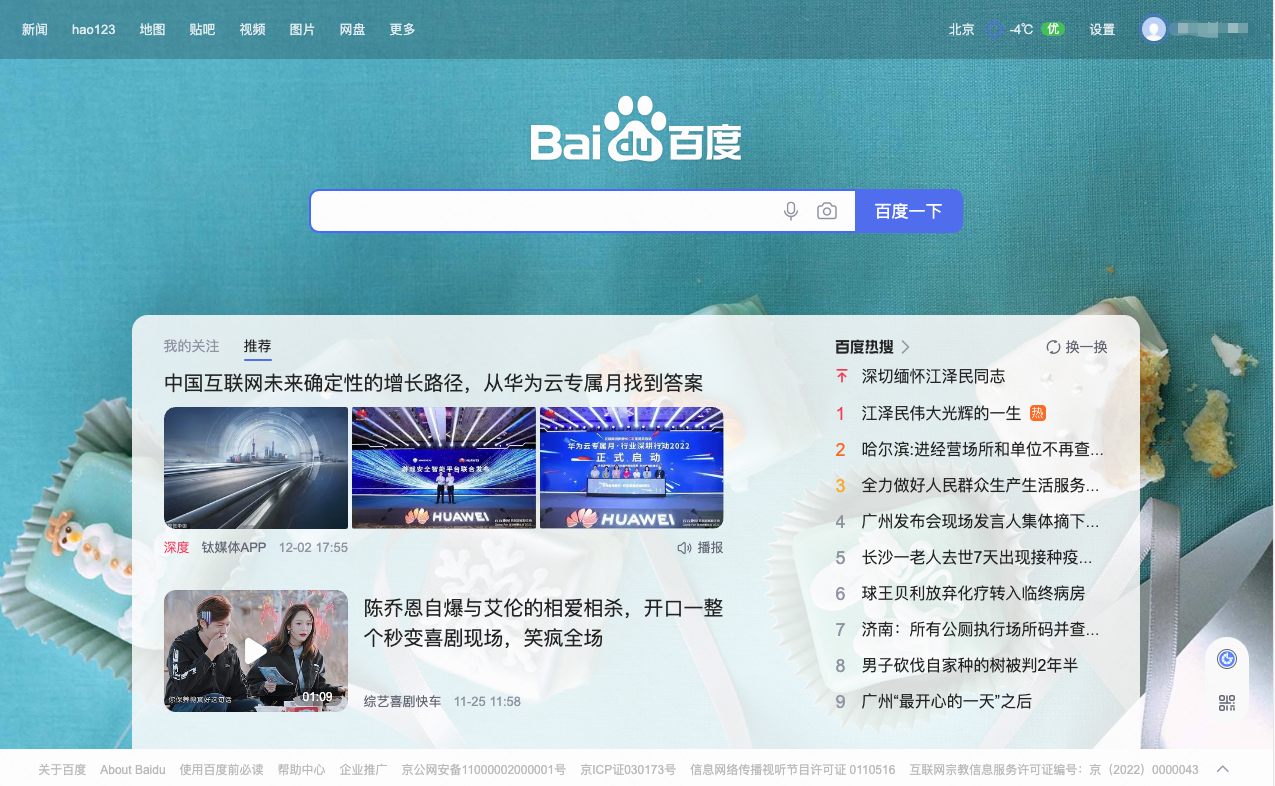 新闻 hao123 地图 贴吧 视频 图片 网盘 更多 北京 -4℃ 优 设置
Bai du 百度
百度一下
我的关注 推荐
中国互联网未来确定性的增长路径，从华为云专属月找到答案
游戏安全智能平台联合发布
HUAWEI
华为云专属月·行业深耕行动2022
正式启动
HUAWEI
深度 钛媒体APP 12-02 17:55 播报
陈乔恩自爆与艾伦的相爱相杀，开口一整
个秒变喜剧现场，笑疯全场
01:09
综艺喜剧快车 11-25 11:58
百度热搜 换一换
深切缅怀江泽民同志
1 江泽民伟大光辉的一生 热
2 哈尔滨:进经营场所和单位不再查...
3 全力做好人民群众生产生活服务...
4 广州发布会现场发言人集体摘下...
5 长沙一老人去世7天出现接种疫...
6 球王贝利放弃化疗转入临终病房
7 济南：所有公厕执行场所码并查...
8 男子砍伐自家种的树被判2年半
9 广州“最开心的一天”之后
关于百度 About Baidu 使用百度前必读 帮助中心 企业推广 京公网安备11000002000001号 京ICP证030173号 信息网络传播视听节目许可证 0110516 互联网宗教信息服务许可证编号：京（2022）0000043